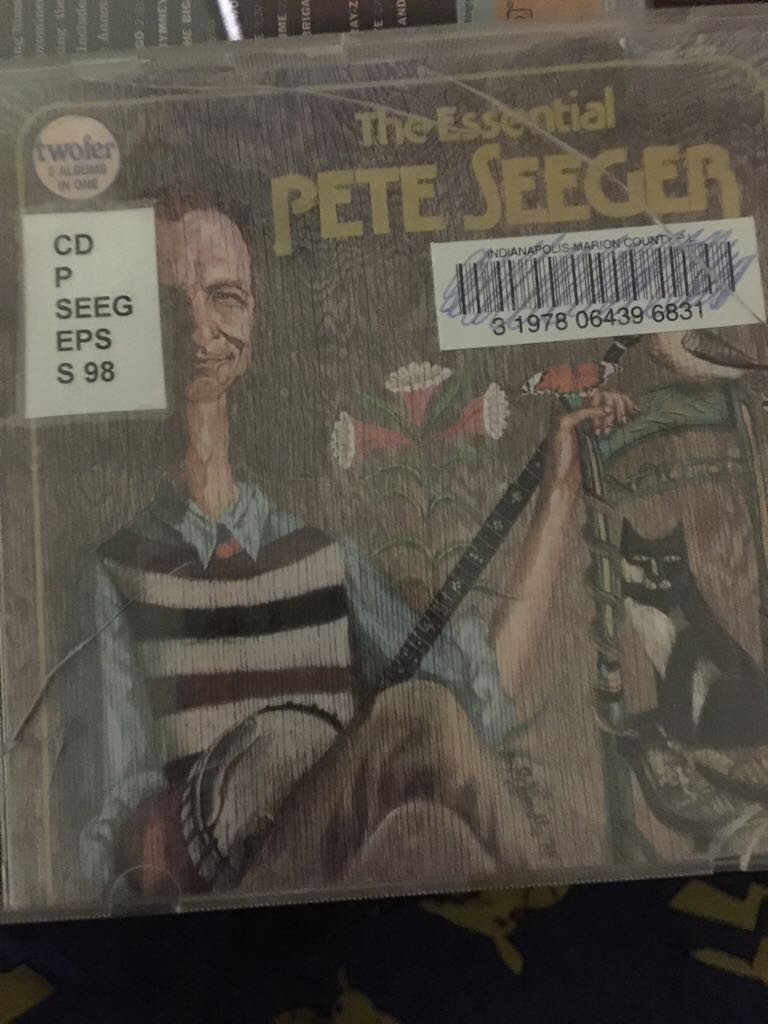 The Essential
PETE SEEGER
twofer
2 ALBUMS
IN ONE
CD
P
SEEG
EPS
S 98
INDIANAPOLIS-MARION COUNTY P L
3 1978 06439 6831